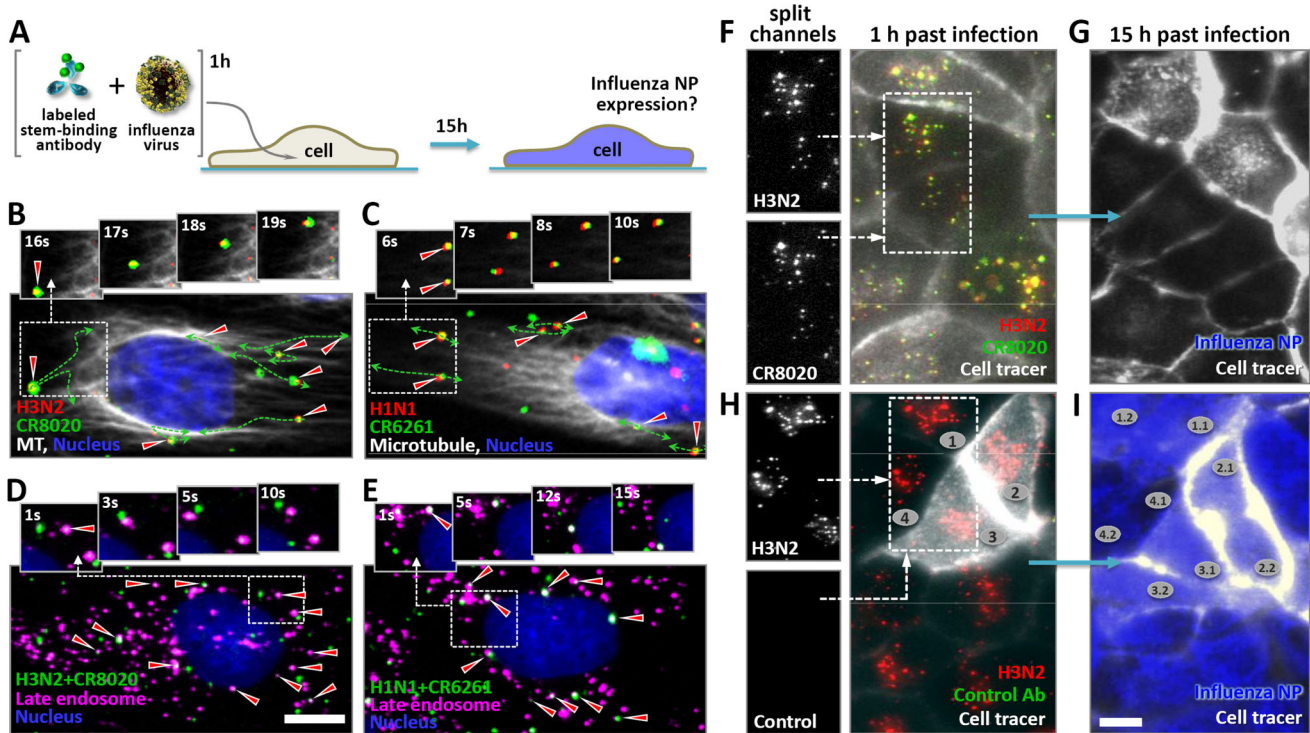 A
1h
labeled
stem-binding
antibody
+
influenza
virus
cell
15h
Influenza NP
expression?
cell
B
16s
17s
18s
19s
H3N2
CR8020
MT, Nucleus
C
6s
7s
8s
10s
H1N1
CR6261
Microtubule, Nucleus
D
1s
3s
5s
10s
H3N2+CR8020
Late endosome
Nucleus
E
1s
5s
12s
15s
H1N1+CR6261
Late endosome
Nucleus
F
split
channels
1 h past infection
H3N2
CR8020
H3N2
CR8020
Cell tracer
G
15 h past infection
Influenza NP
Cell tracer
H
H3N2
Control
1
2
3
4
H3N2
Control Ab
Cell tracer
I
1.2
1.1
2.1
4.1
4.2
3.1
2.2
3.2
Influenza NP
Cell tracer